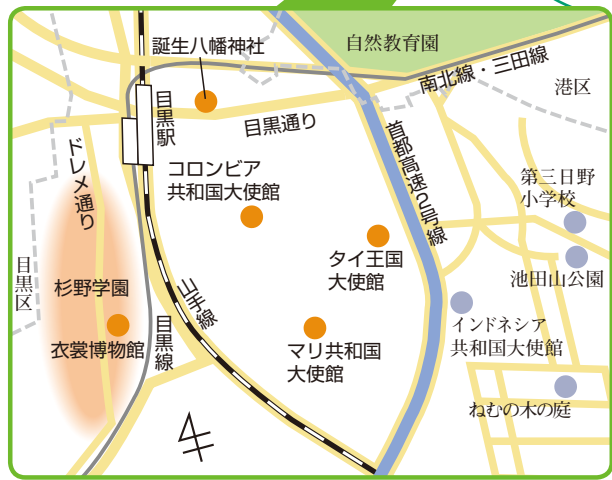 誕生八幡神社
自然教育園
南北線・三田線
港区
目黒駅
目黒通り
首都高速2号線
ドレメ通り
コロンビア
共和国大使館
第三日野
小学校
タイ王国
大使館
池田山公園
目黒区
杉野学園
山手線
目黒線
衣裳博物館
マリ共和国
大使館
インドネシア
共和国大使館
ねむの木の庭